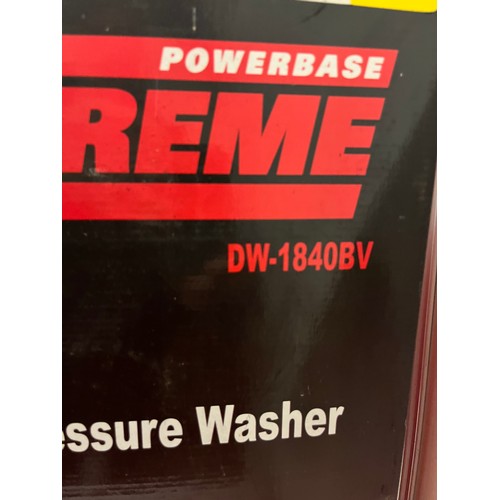 POWERBASE
REME
DW-1840BV
essure Washer